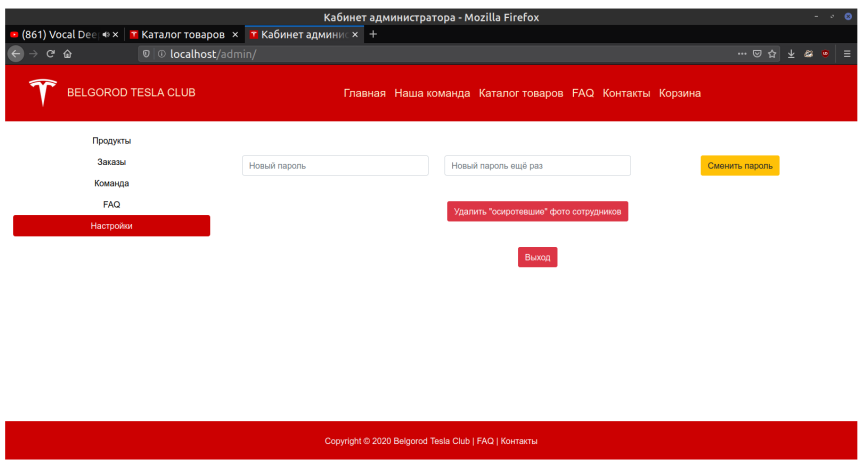 Кабинет администратора - Mozilla Firefox
(861) Vocal Dee
Каталог товаров
Кабинет админис
localhost/admin/
BELGOROD TESLA CLUB
Главная Наша команда Каталог товаров FAQ Контакты Корзина
Продукты
Заказы
Команда
FAQ
Настройки
Новый пароль
Новый пароль ещё раз
Сменить пароль
Удалить "осиротевшие" фото сотрудников
Выход
Copyright © 2020 Belgorod Tesla Club | FAQ | Контакты